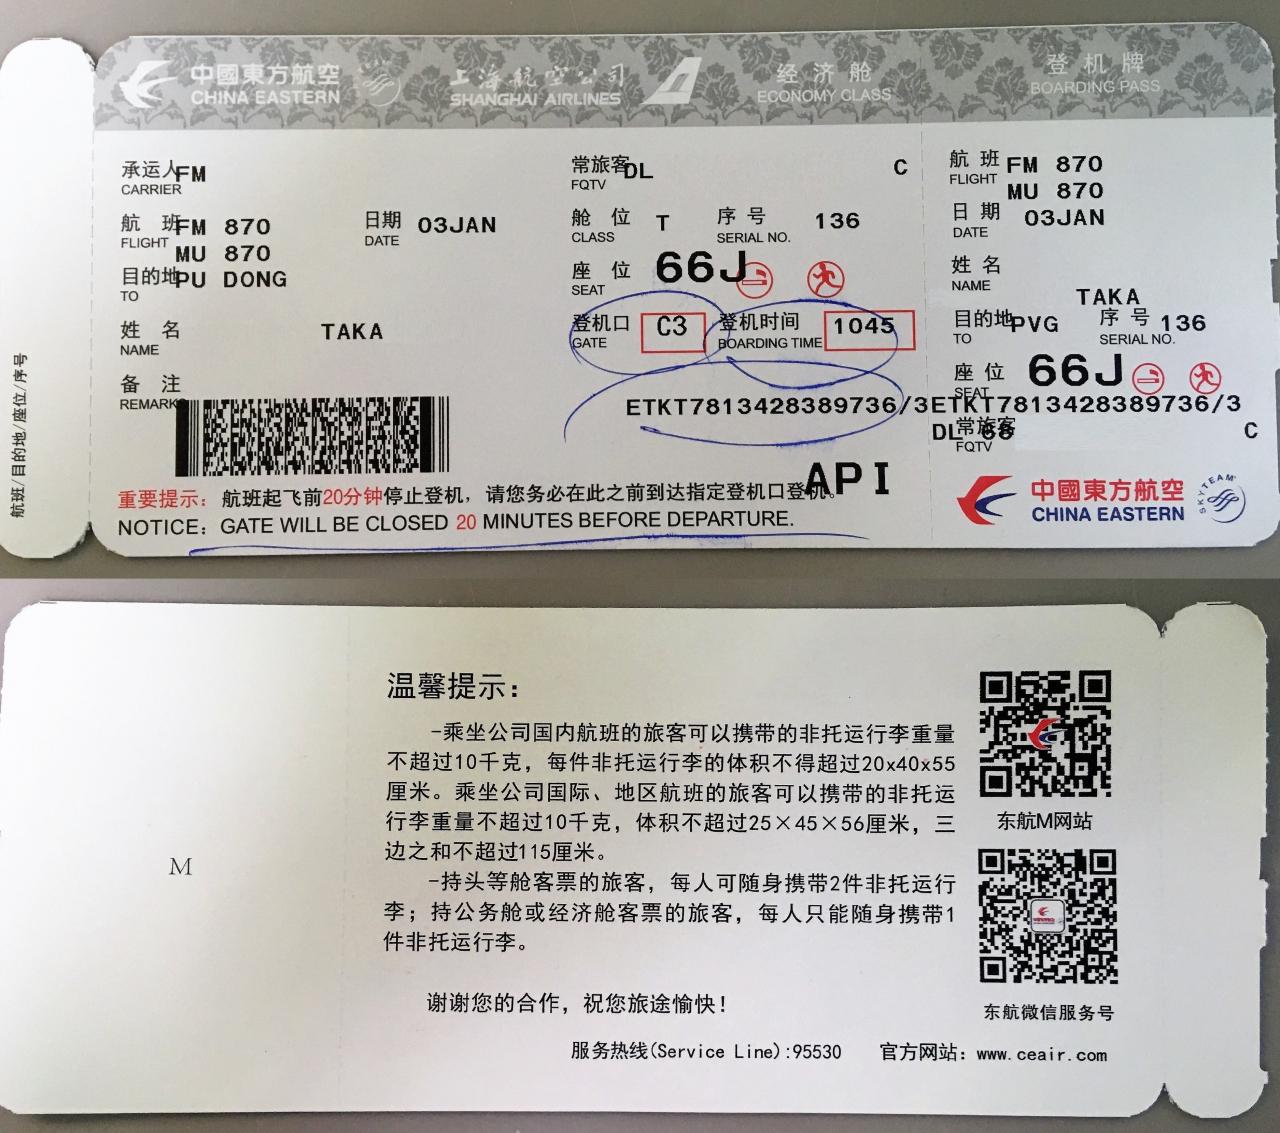 中國東方航空
CHINA EASTERN
上海航空公司
SHANGHAI AIRLINES
经济舱
ECONOMY CLASS
登机牌
BOARDING PASS
航班/目的地/座位/序号
承运人 FM
CARRIER
航 班 FM 870 日期 03JAN
FLIGHT MU 870 DATE
目的地 PU DONG
TO
姓 名 TAKA
NAME
备 注
REMARKS
常旅客 DL C
FQTV
舱 位 T 序 号 136
CLASS SERIAL NO.
座 位 66J
SEAT
登机口 C3 登机时间 1045
GATE BOARDING TIME
ETKT7813428389736/3
API
重要提示：航班起飞前20分钟停止登机，请您务必在此之前到达指定登机口登机。
NOTICE：GATE WILL BE CLOSED 20 MINUTES BEFORE DEPARTURE.
航 班 FM 870
FLIGHT MU 870
日 期 03JAN
DATE
姓 名
NAME TAKA
目的地 PVG 序 号 136
TO SERIAL NO.
座 位 66J
SEAT
ETKT7813428389736/3
常旅客 DL C
FQTV
中國東方航空
CHINA EASTERN
SKYTEAM
温馨提示：
-乘坐公司国内航班的旅客可以携带的非托运行李重量
不超过10千克，每件非托运行李的体积不得超过20x40x55
厘米。乘坐公司国际、地区航班的旅客可以携带的非托运
行李重量不超过10千克，体积不超过25×45×56厘米，三
边之和不超过115厘米。
-持头等舱客票的旅客，每人可随身携带2件非托运行
李；持公务舱或经济舱客票的旅客，每人只能随身携带1
件非托运行李。
谢谢您的合作，祝您旅途愉快！
服务热线(Service Line):95530 官方网站：www.ceair.com
M
东航M网站
东航微信服务号